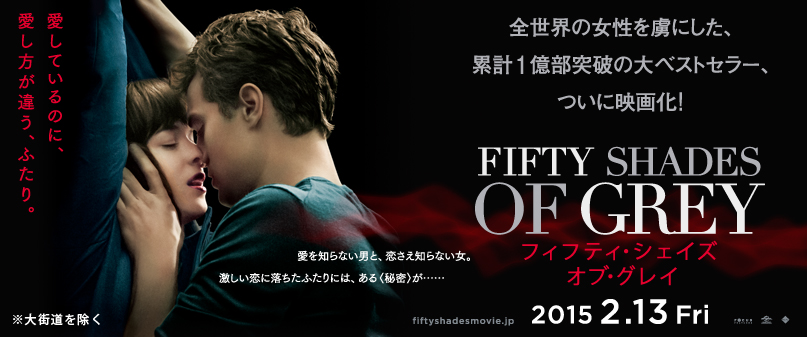 愛しているのに、
愛し方が違う、ふたり。
全世界の女性を虜にした、
累計1億部突破の大ベストセラー、
ついに映画化!
FIFTY SHADES
OF GREY
フィフティ・シェイズ
オブ・グレイ
愛を知らない男と、恋さえ知らない女。
激しい恋に落ちたふたりには、ある〈秘密〉が……
※大街道を除く
fiftyshadesmovie.jp
2015 2.13 Fri